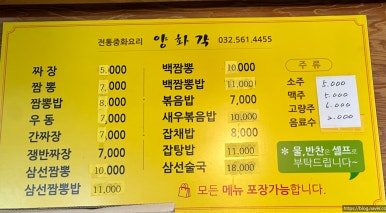 전통중화요리 양화각 032.561.4455
짜장 5,000
짬뽕 7,000
짬뽕밥 8,000
우동 7,000
간짜장 7,000
쟁반짜장 7,000
삼선짬뽕 10,000
삼선짬뽕밥 11,000
백짬뽕 10,000
백짬뽕밥 11,000
볶음밥 7,000
새우볶음밥 10,000
잡채밥 8,000
잡탕밥 11,000
삼선술국 18,000
주류
소주 5,000
맥주 5,000
고량주 6,000
음료수 2,000
※ 물,반찬은 셀프로
부탁드립니다~
모든 메뉴 포장가능합니다.